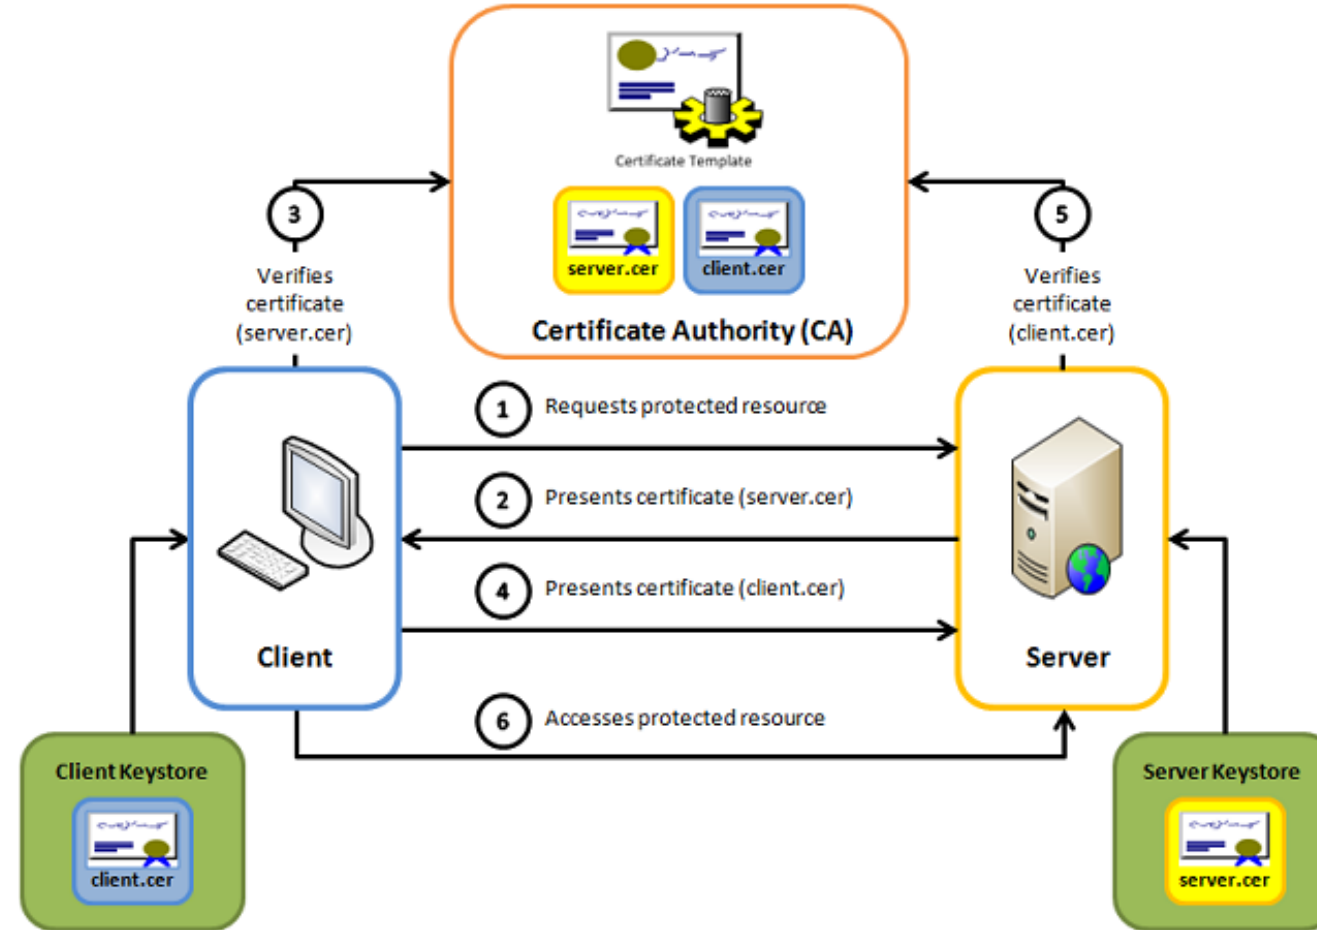 Certificate Template
server.cer
client.cer
Certificate Authority (CA)
3
Verifies
certificate
(server.cer)
5
Verifies
certificate
(client.cer)
1 Requests protected resource
2 Presents certificate (server.cer)
4 Presents certificate (client.cer)
Client
Server
6 Accesses protected resource
Client Keystore
client.cer
Server Keystore
server.cer